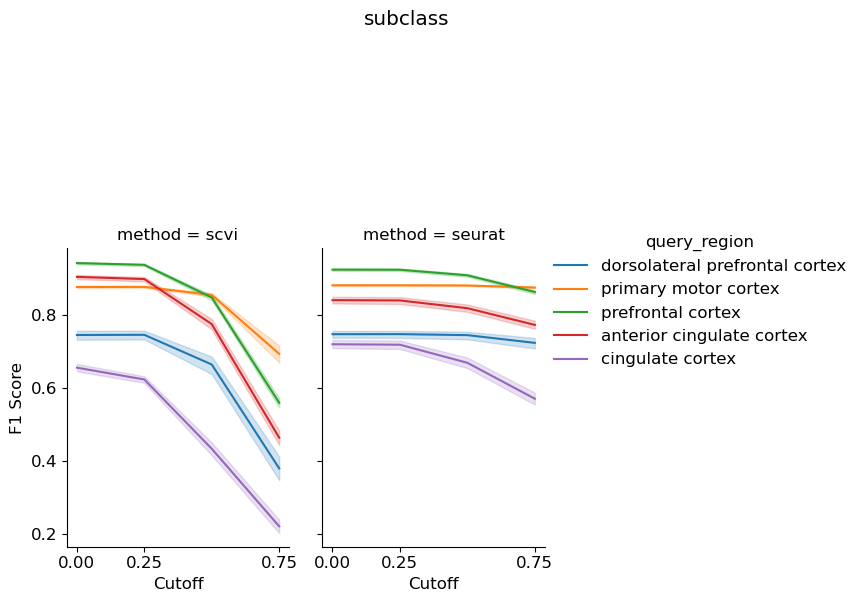 subclass
method = scvi
method = seurat
query_region
dorsolateral prefrontal cortex
primary motor cortex
prefrontal cortex
anterior cingulate cortex
cingulate cortex
F1 Score
0.8
0.6
0.4
0.2
0.00 0.25 0.75
0.00 0.25 0.75
Cutoff
Cutoff